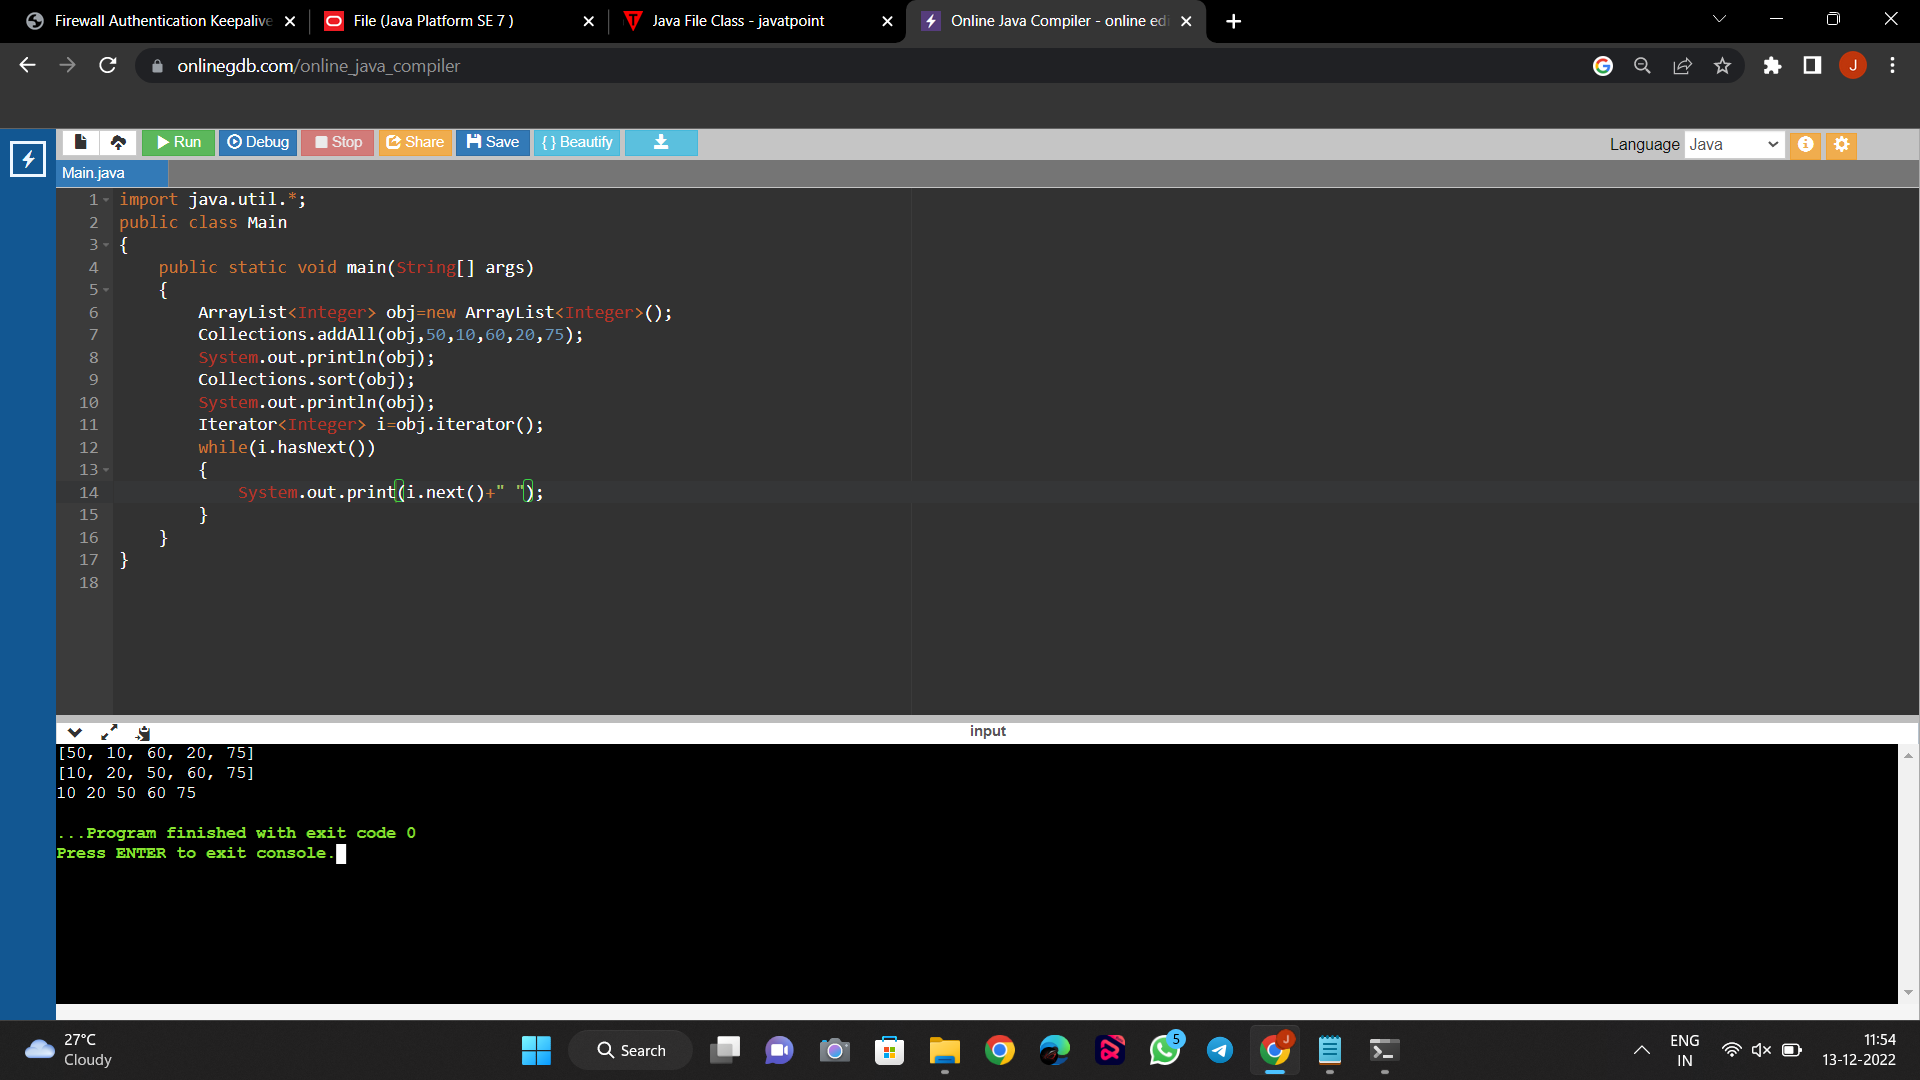 Firewall Authentication Keepalive
File (Java Platform SE 7 )
Java File Class - javatpoint
Online Java Compiler - online edi
onlinegdb.com/online_java_compiler
J
Run
Debug
Stop
Share
Save
{ } Beautify
Language
Java
Main.java
1 import java.util.*;
2 public class Main
3 {
4 public static void main(String[] args)
5 {
6 ArrayList<Integer> obj=new ArrayList<Integer>();
7 Collections.addAll(obj,50,10,60,20,75);
8 System.out.println(obj);
9 Collections.sort(obj);
10 System.out.println(obj);
11 Iterator<Integer> i=obj.iterator();
12 while(i.hasNext())
13 {
14 System.out.print(i.next()+" ");
15 }
16 }
17 }
18
input
[50, 10, 60, 20, 75]
[10, 20, 50, 60, 75]
10 20 50 60 75
...Program finished with exit code 0
Press ENTER to exit console.
27°C
Cloudy
Search
5
J
ENG
IN
11:54
13-12-2022